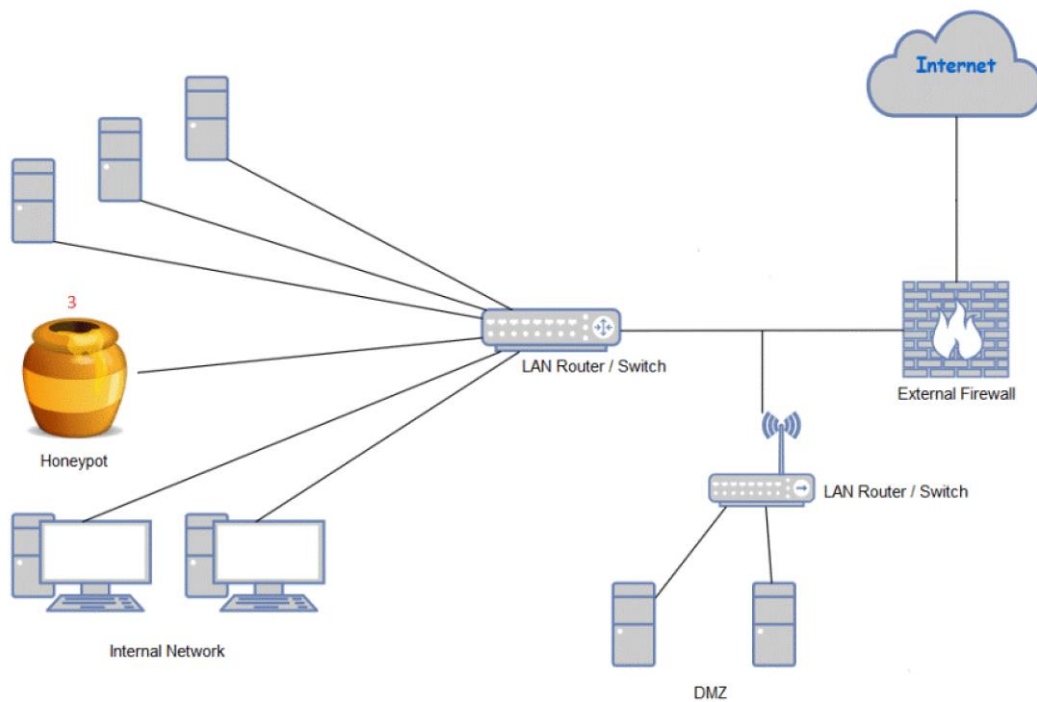 Internet
3
LAN Router / Switch
External Firewall
Honeypot
LAN Router / Switch
Internal Network
DMZ